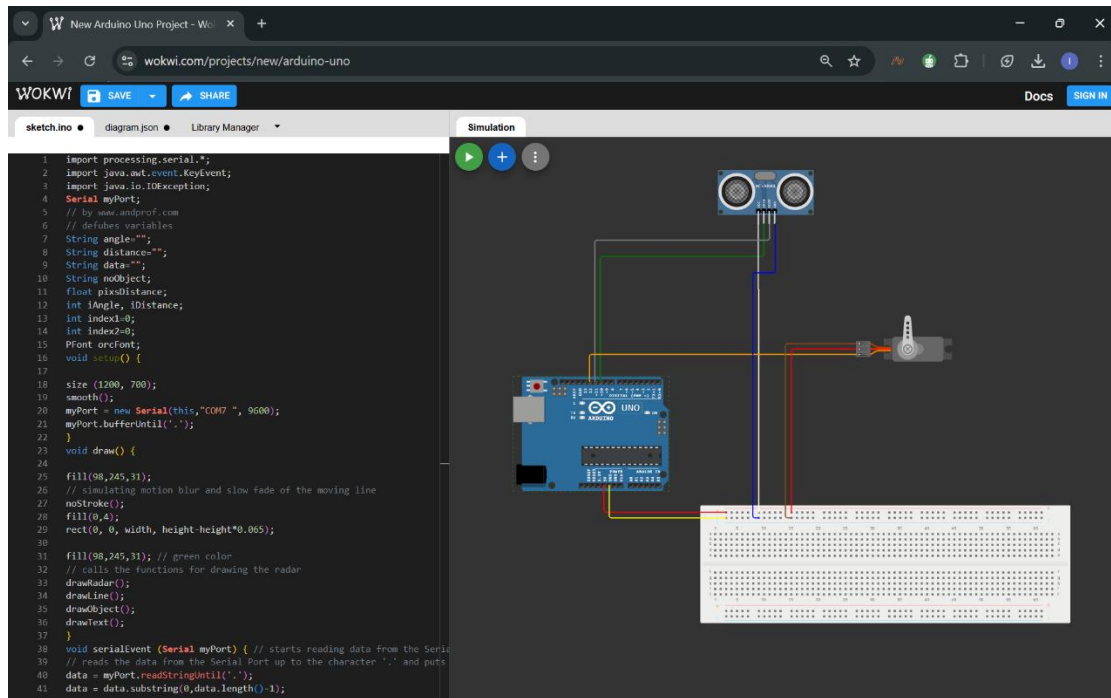 New Arduino Uno Project - Wo
wokwi.com/projects/new/arduino-uno
WOKWI SAVE SHARE Docs SIGN IN
sketch.ino diagram.json Library Manager Simulation
1 import processing.serial.*;
2 import java.awt.event.KeyEvent;
3 import java.io.IOException;
4 Serial myPort;
5 // by www.andprof.com
6 // defubes variables
7 String angle="";
8 String distance="";
9 String data="";
10 String noObject;
11 float pixsDistance;
12 int iAngle, iDistance;
13 int index1=0;
14 int index2=0;
15 PFont orcFont;
16 void setup() {
17
18 size (1200, 700);
19 smooth();
20 myPort = new Serial(this,"COM7 ", 9600);
21 myPort.bufferUntil('.');
22 }
23 void draw() {
24
25 fill(98,245,31);
26 // simulating motion blur and slow fade of the moving line
27 noStroke();
28 fill(0,4);
29 rect(0, 0, width, height-height*0.065);
30
31 fill(98,245,31); // green color
32 // calls the functions for drawing the radar
33 drawRadar();
34 drawLine();
35 drawObject();
36 drawText();
37 }
38 void serialEvent (Serial myPort) { // starts reading data from the Seria
39 // reads the data from the Serial Port up to the character '.' and puts
40 data = myPort.readStringUntil('.');
41 data = data.substring(0,data.length()-1);
UNO
ARDUINO